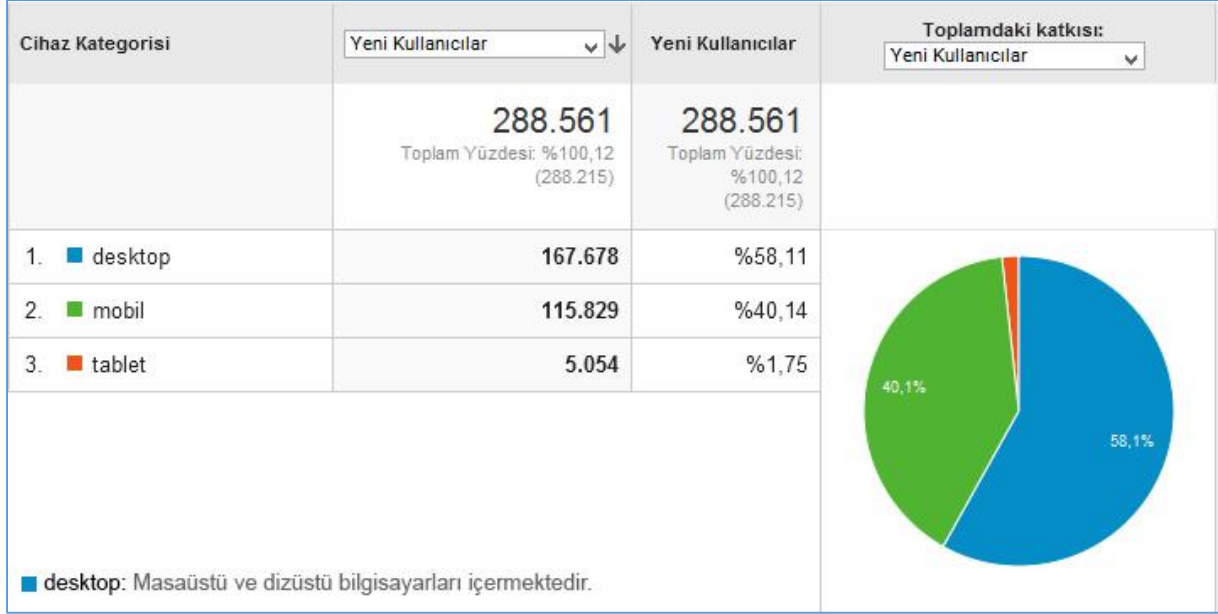 Cihaz Kategorisi
Yeni Kullanıcılar
Yeni Kullanıcılar
Toplamdaki katkısı:
Yeni Kullanıcılar
288.561
Toplam Yüzdesi: %100,12
(288.215)
288.561
Toplam Yüzdesi:
%100,12
(288.215)
1. desktop 167.678 %58,11
2. mobil 115.829 %40,14
3. tablet 5.054 %1,75
40,1%
58,1%
desktop: Masaüstü ve dizüstü bilgisayarları içermektedir.